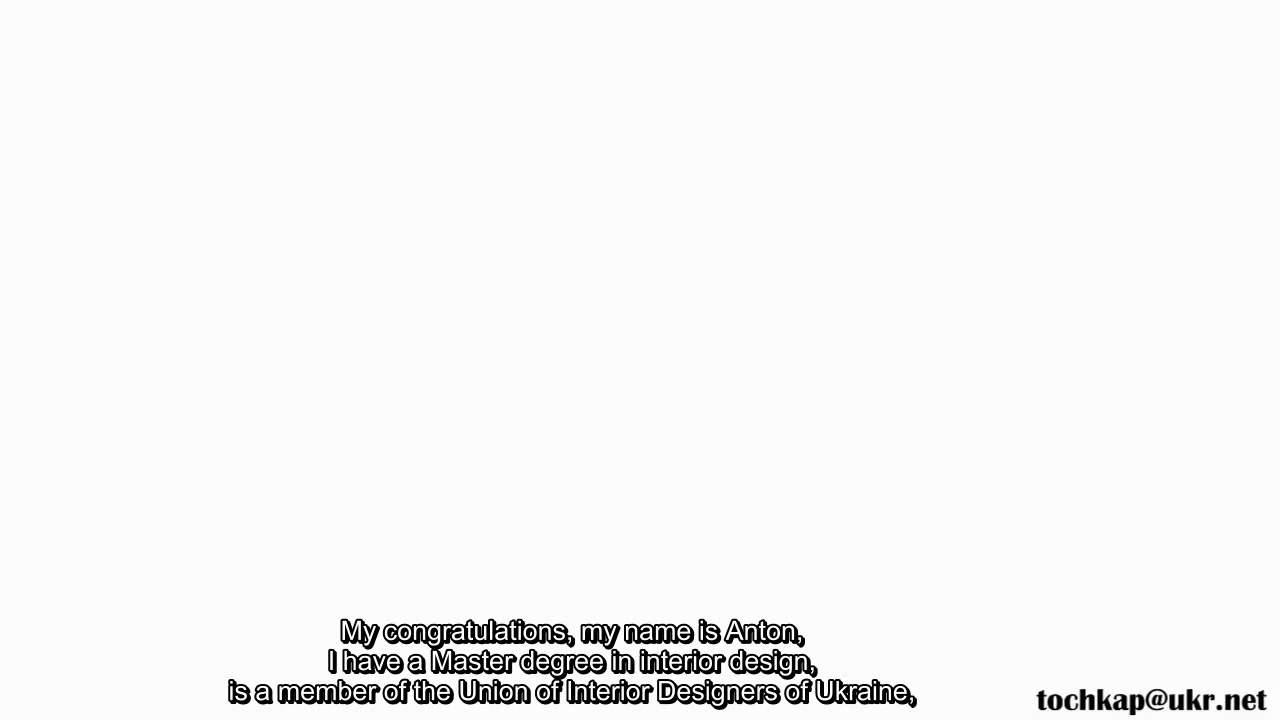 My congratulations, my name is Anton,
I have a Master degree in interior design,
is a member of the Union of Interior Designers of Ukraine,
tochkap@ukr.net